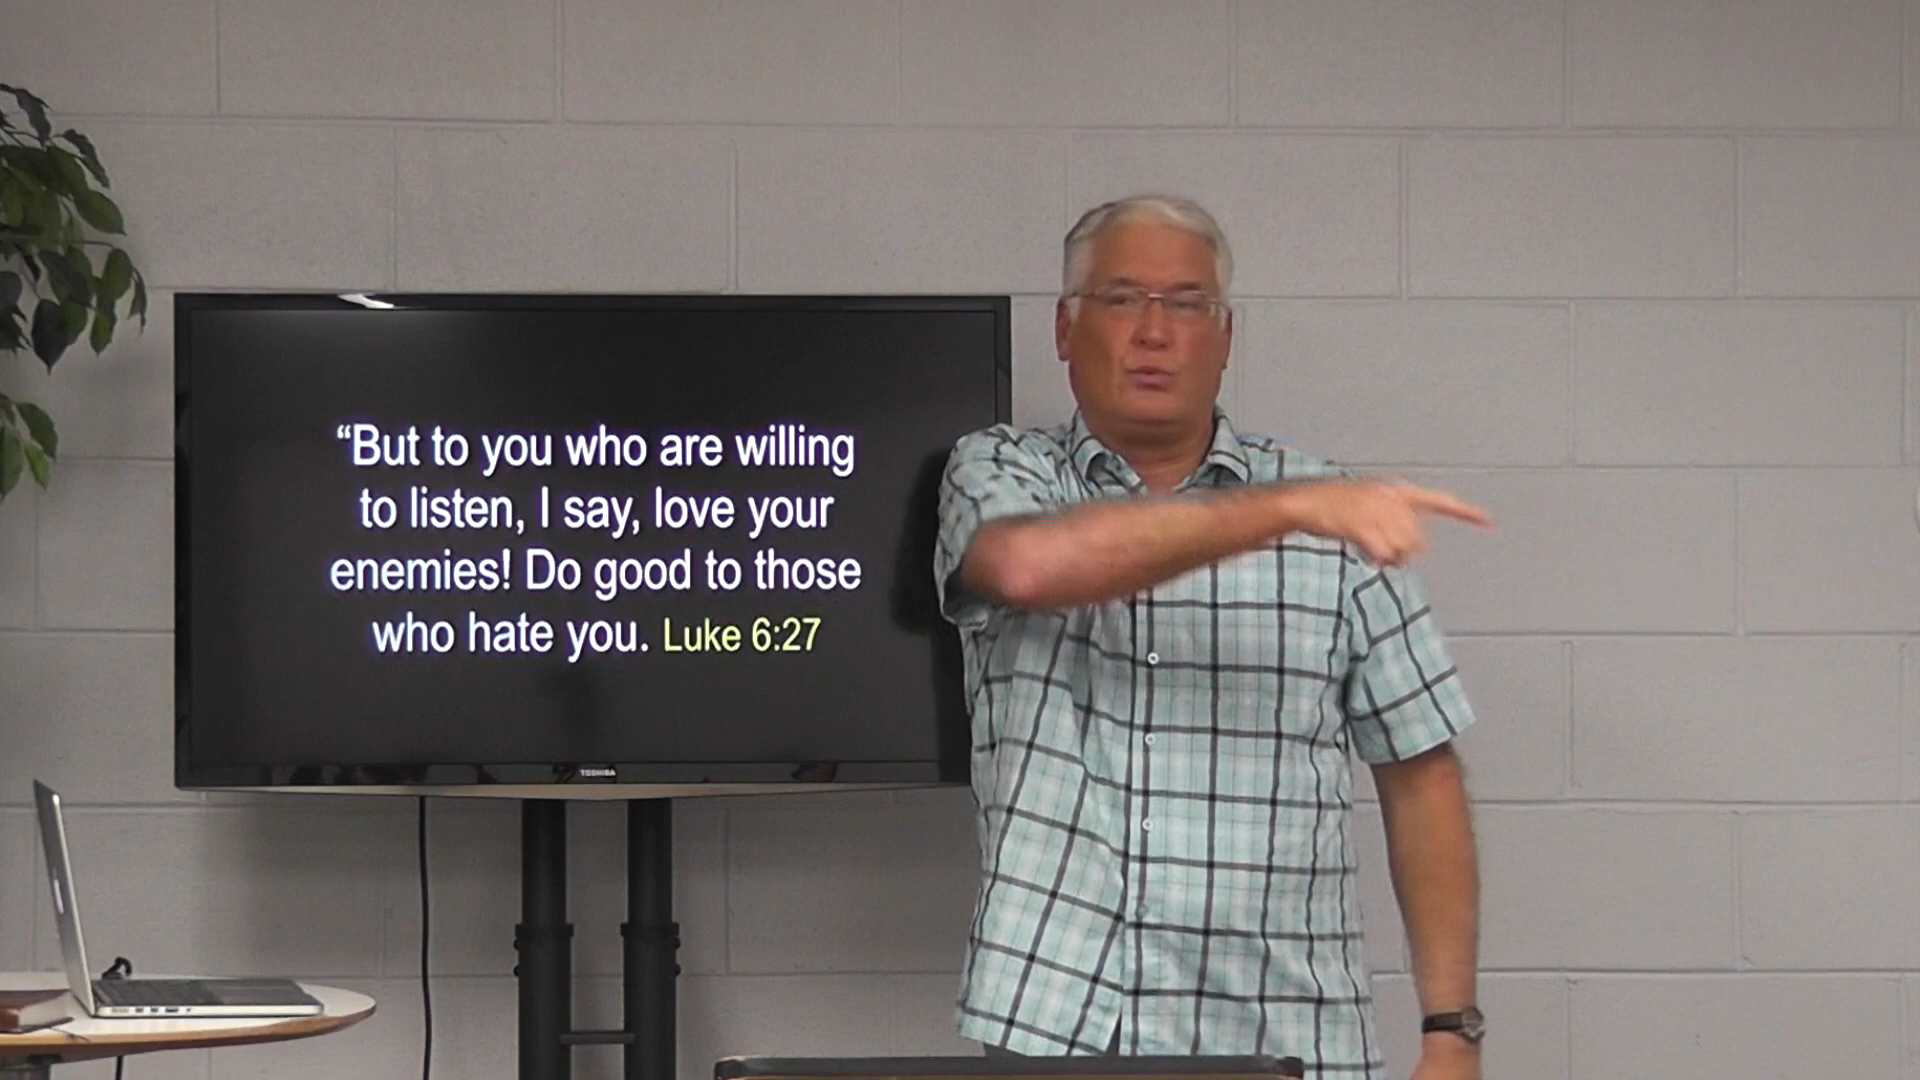 “But to you who are willing
to listen, I say, love your
enemies! Do good to those
who hate you. Luke 6:27
TOSHIBA